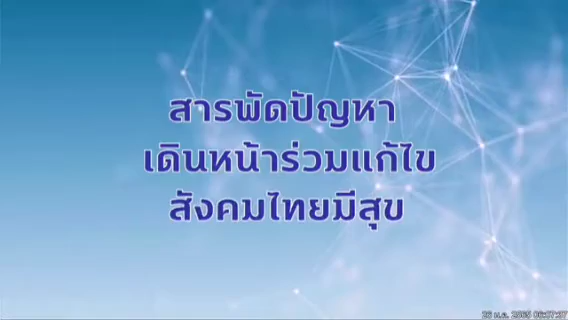 สารพัดปัญหา
เดินหน้าร่วมแก้ไข
สังคมไทยมีสุข